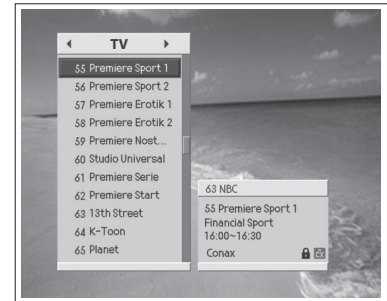 TV
55 Premiere Sport 1
56 Premiere Sport 2
57 Premiere Erotik 1
58 Premiere Erotik 2
59 Premiere Nost...
60 Studio Universal
61 Premiere Serie
62 Premiere Start
63 13th Street
64 K-Toon
65 Planet
63 NBC
55 Premiere Sport 1
Financial Sport
16:00~16:30
Conax